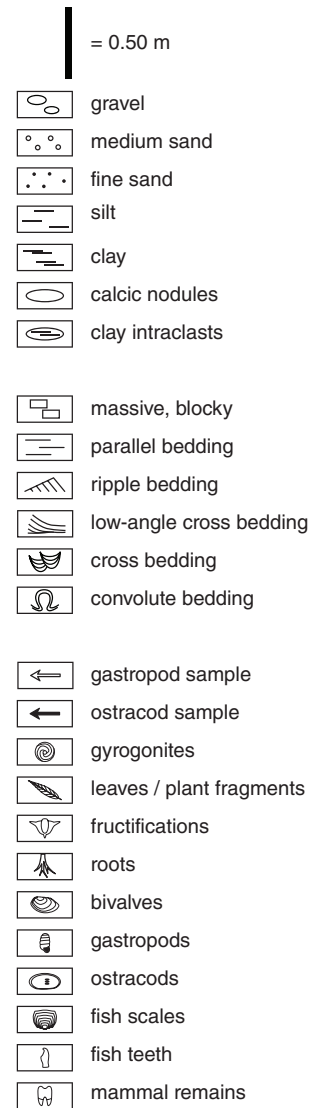 = 0.50 m
gravel
medium sand
fine sand
silt
clay
calcic nodules
clay intraclasts
massive, blocky
parallel bedding
ripple bedding
low-angle cross bedding
cross bedding
convolute bedding
gastropod sample
ostracod sample
gyrogonites
leaves / plant fragments
fructifications
roots
bivalves
gastropods
ostracods
fish scales
fish teeth
mammal remains